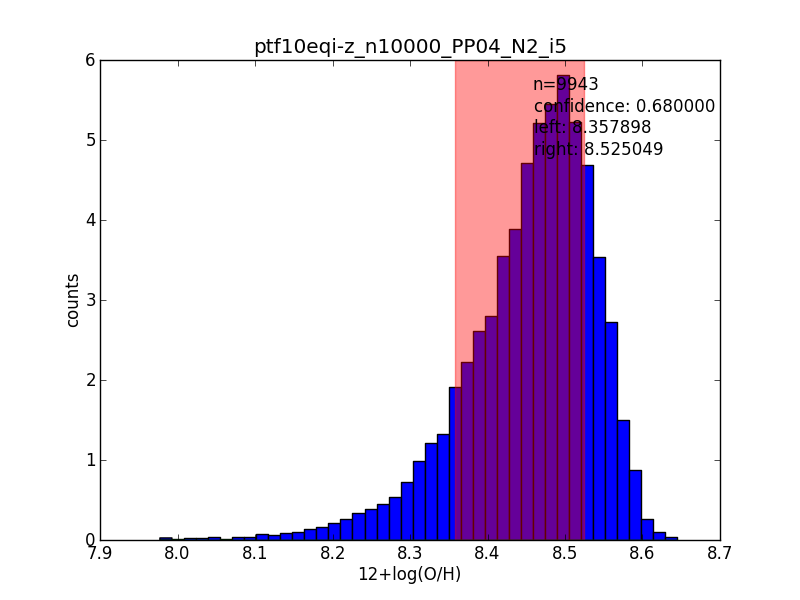 ptf10eqi-z_n10000_PP04_N2_i5
6
n=9943
confidence: 0.680000
left: 8.357898
right: 8.525049
5
4
3
2
1
0
counts
7.9 8.0 8.1 8.2 8.3 8.4 8.5 8.6 8.7
12+log(O/H)